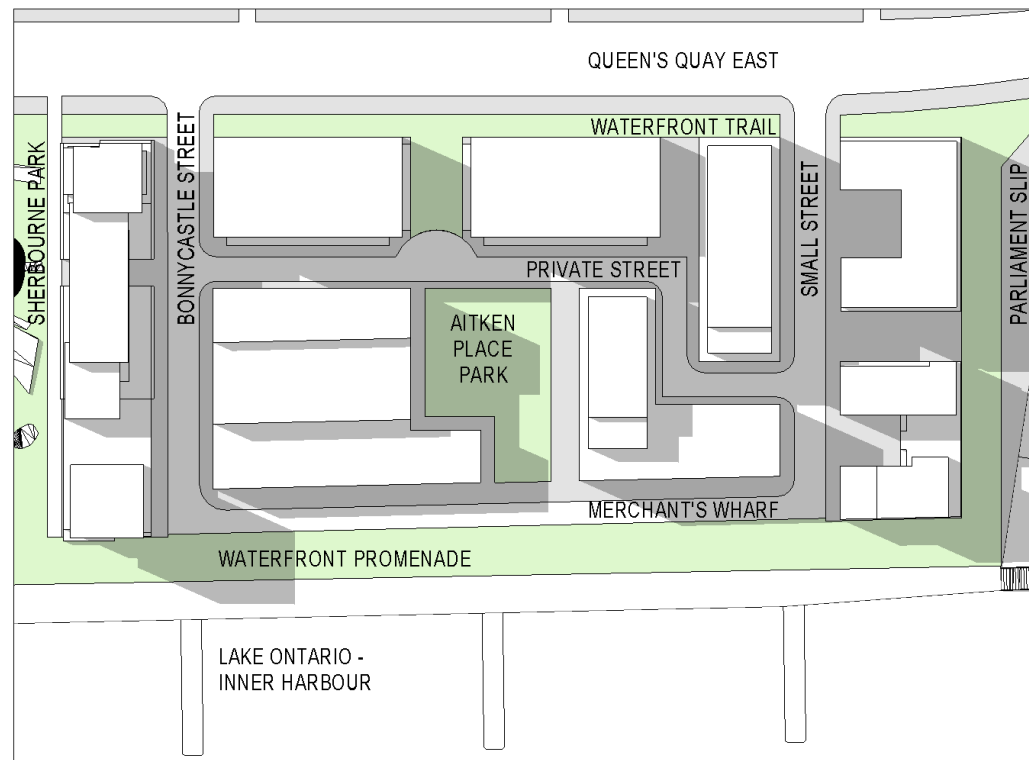 QUEEN'S QUAY EAST
WATERFRONT TRAIL
SHERBOURNE PARK
BONNYCASTLE STREET
SMALL STREET
PARLIAMENT SLIP
PRIVATE STREET
AITKEN
PLACE
PARK
MERCHANT'S WHARF
WATERFRONT PROMENADE
LAKE ONTARIO -
INNER HARBOUR